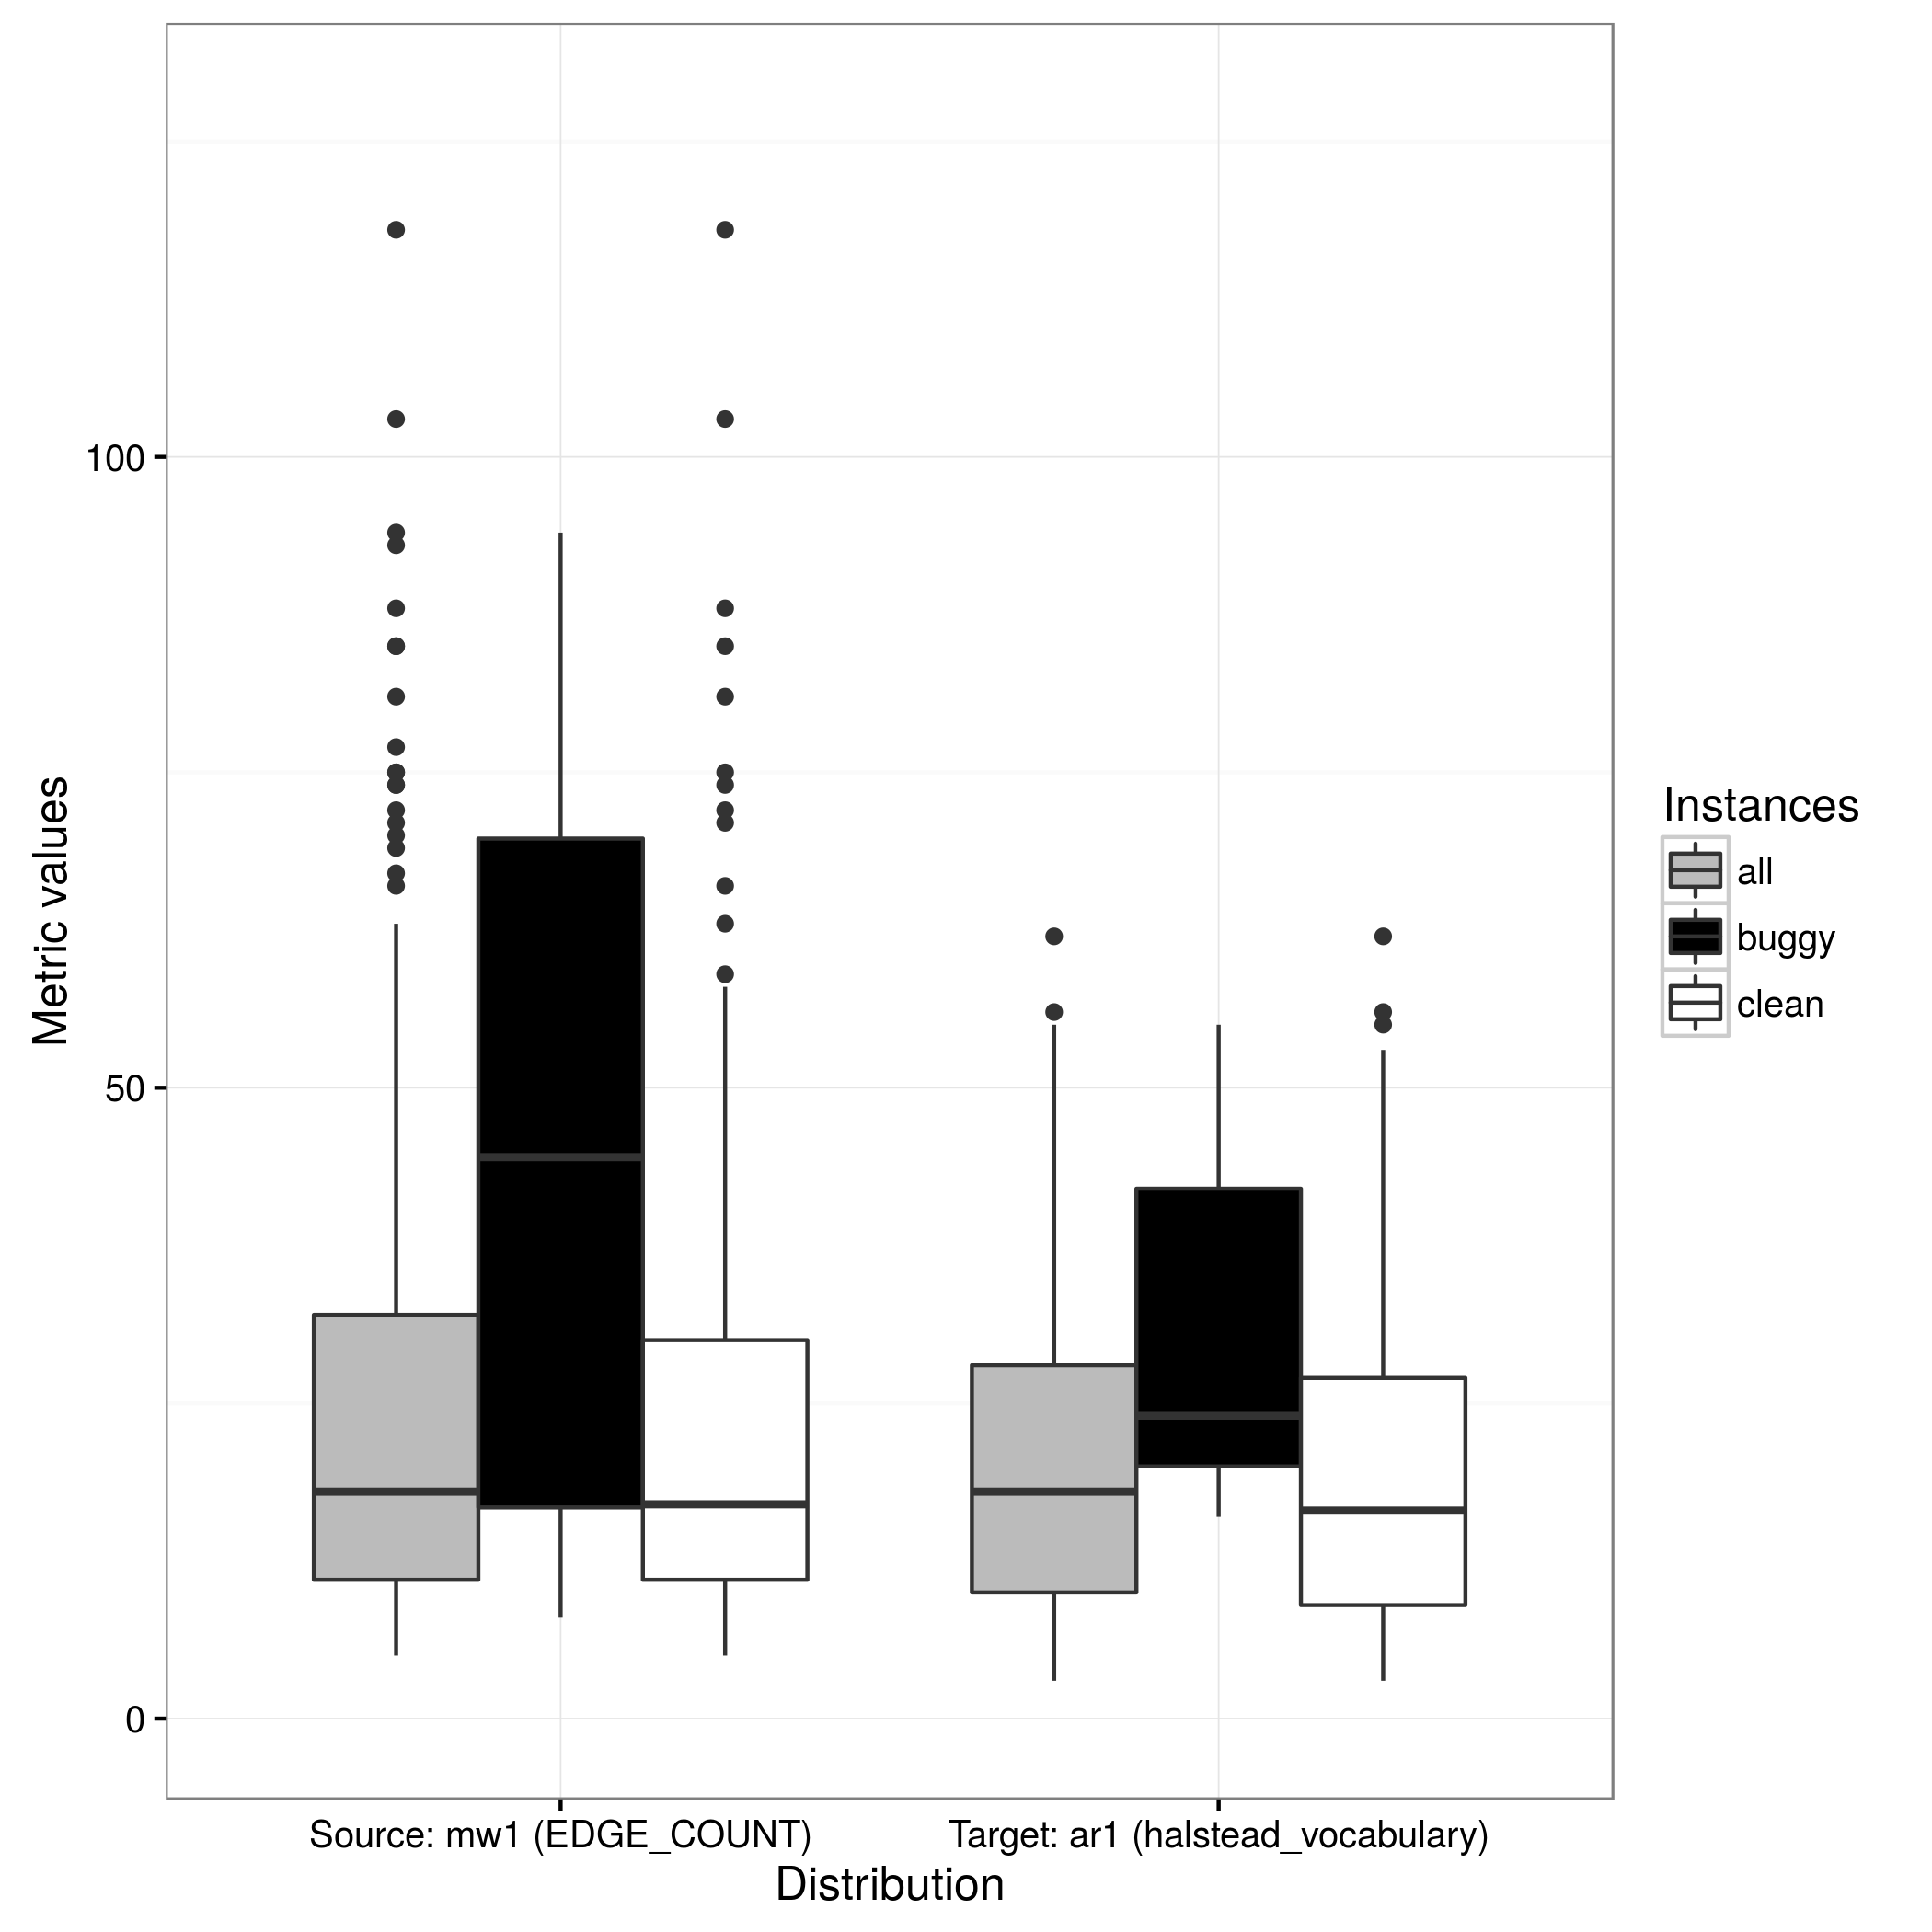 Metric values
100
50
0
Source: mw1 (EDGE_COUNT)
Target: ar1 (halstead_vocabulary)
Distribution
Instances
all
buggy
clean